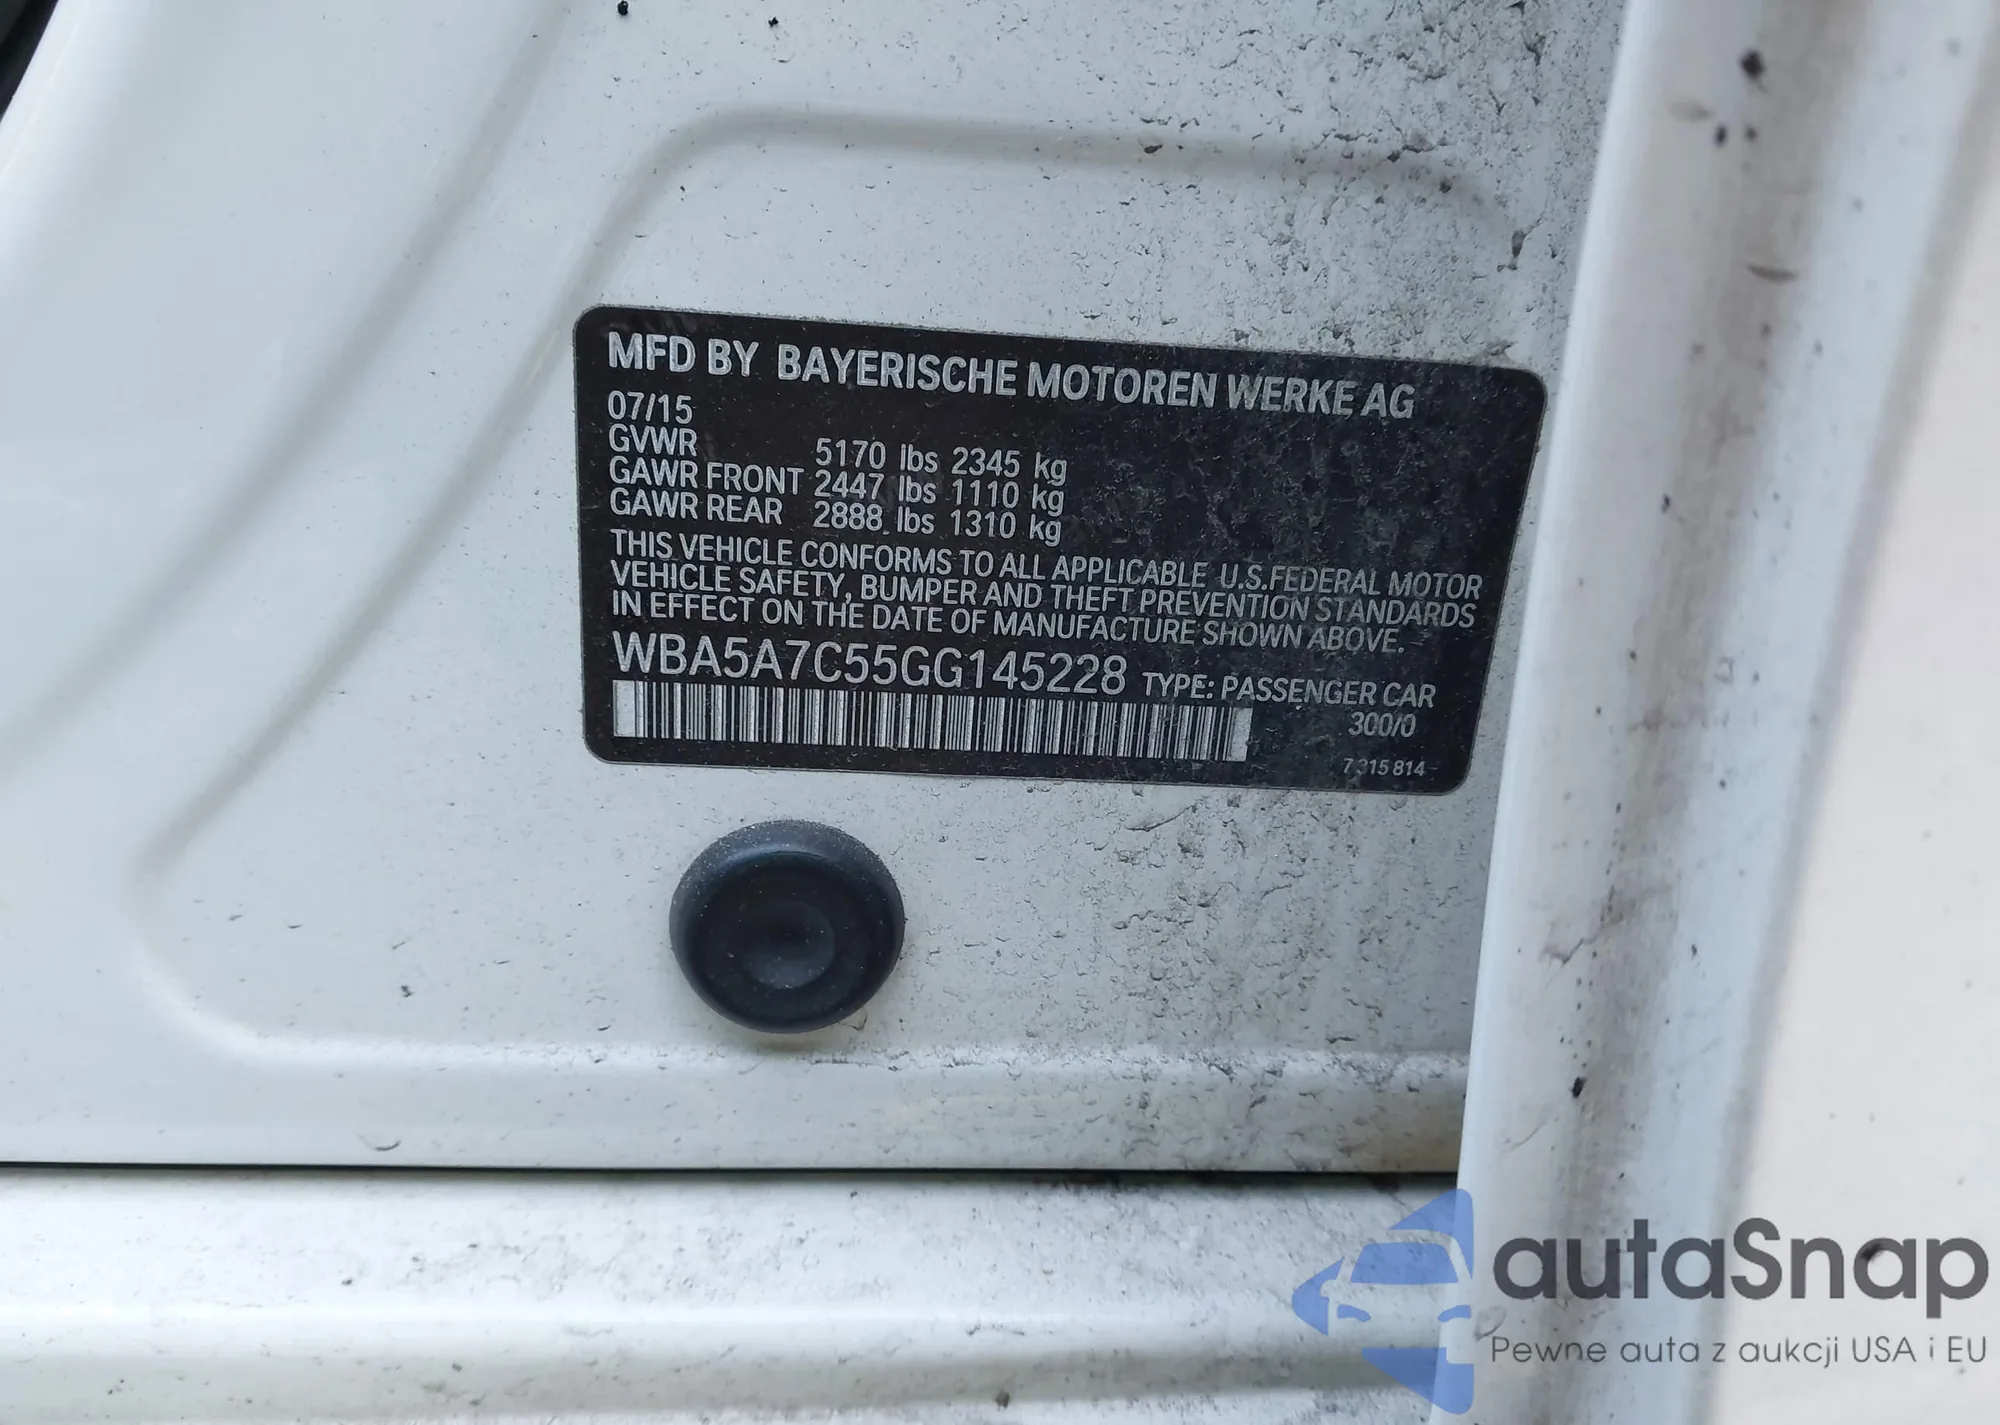 MFD BY BAYERISCHE MOTOREN WERKE AG
07/15
GVWR 5170 lbs 2345 kg
GAWR FRONT 2447 lbs 1110 kg
GAWR REAR 2888 lbs 1310 kg
THIS VEHICLE CONFORMS TO ALL APPLICABLE U.S.FEDERAL MOTOR
VEHICLE SAFETY, BUMPER AND THEFT PREVENTION STANDARDS
IN EFFECT ON THE DATE OF MANUFACTURE SHOWN ABOVE.
WBA5A7C55GG145228 TYPE: PASSENGER CAR
300/0
7 315 814
autaSnap
Pewne auta z aukcji USA i EU